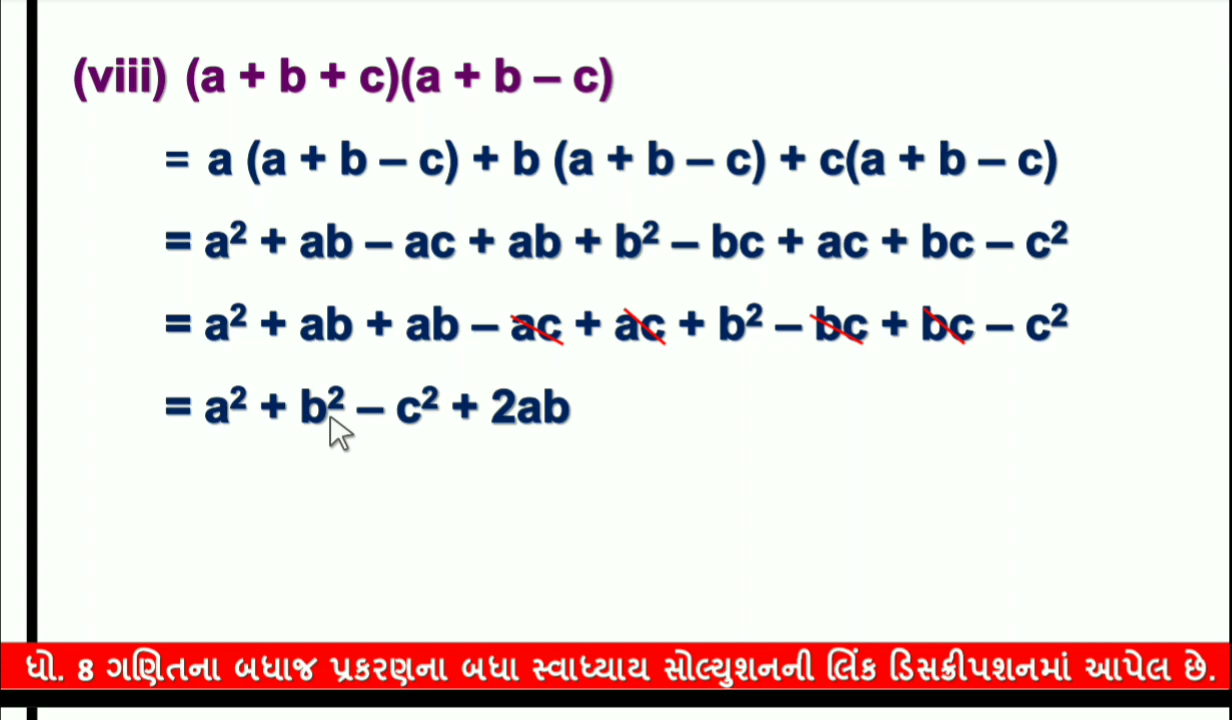 (viii) (a + b + c)(a + b – c)
= a (a + b – c) + b (a + b – c) + c(a + b – c)
= a² + ab – ac + ab + b² – bc + ac + bc – c²
= a² + ab + ab – ac + ac + b² – bc + bc – c²
= a² + b² – c² + 2ab
ધો. 8 ગણિતના બધાજ પ્રકરણના બધા સ્વાધ્યાય સોલ્યુશનની લિંક ડિસક્રીપશનમાં આપેલ છે.